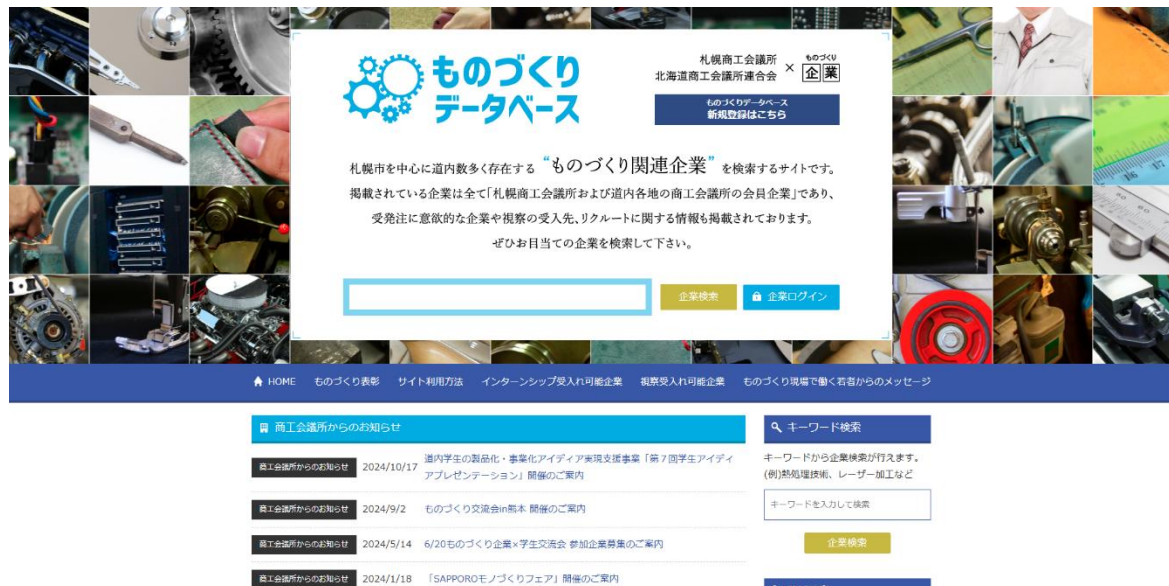 ものづくり
データベース
札幌商工会議所
北海道商工会議所連合会
×
ものづくり
企業
ものづくりデータベース
新規登録はこちら
札幌市を中心に道内数多く存在する “ものづくり関連企業” を検索するサイトです。
掲載されている企業は全て「札幌商工会議所および道内各地の商工会議所の会員企業」であり、
受発注に意欲的な企業や視察の受入先、リクルートに関する情報も掲載されております。
ぜひお目当ての企業を検索して下さい。
企業検索 企業ログイン
HOME ものづくり表彰 サイト利用方法 インターンシップ受入れ可能企業 視察受入れ可能企業 ものづくり現場で働く若者からのメッセージ
商工会議所からのお知らせ
商工会議所からのお知らせ 2024/10/17 道内学生の製品化・事業化アイディア実現支援事業「第7回学生アイディ
アプレゼンテーション」開催のご案内
商工会議所からのお知らせ 2024/9/2 ものづくり交流会in熊本 開催のご案内
商工会議所からのお知らせ 2024/5/14 6/20ものづくり企業×学生交流会 参加企業募集のご案内
商工会議所からのお知らせ 2024/1/18 「SAPPOROモノづくりフェア」開催のご案内
キーワード検索
キーワードから企業検索が行えます。
(例)熱処理技術、レーザー加工など
キーワードを入力して検索
企業検索